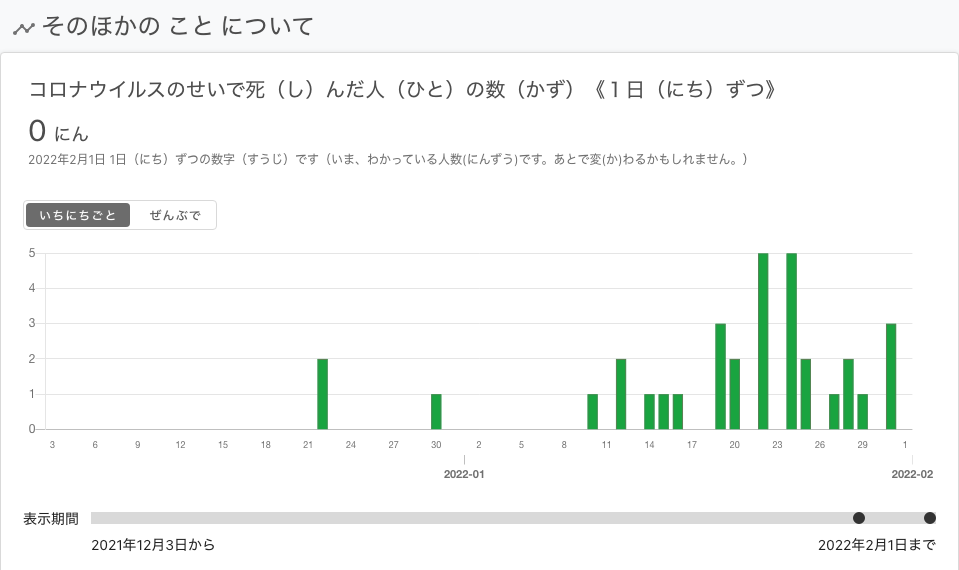 そのほかの こと について
コロナウイルスのせいで死（し）んだ人（ひと）の数（かず）《１日（にち）ずつ》
0 にん
2022年2月1日 1日（にち）ずつの数字（すうじ）です（いま、わかっている人数(にんずう)です。あとで変(か)わるかもしれません。）
いちにちごと ぜんぶで
5
4
3
2
1
0
3 6 9 12 15 18 21 24 27 30 2 5 8 11 14 17 20 23 26 29 1
2022-01 2022-02
表示期間
2021年12月3日から 2022年2月1日まで